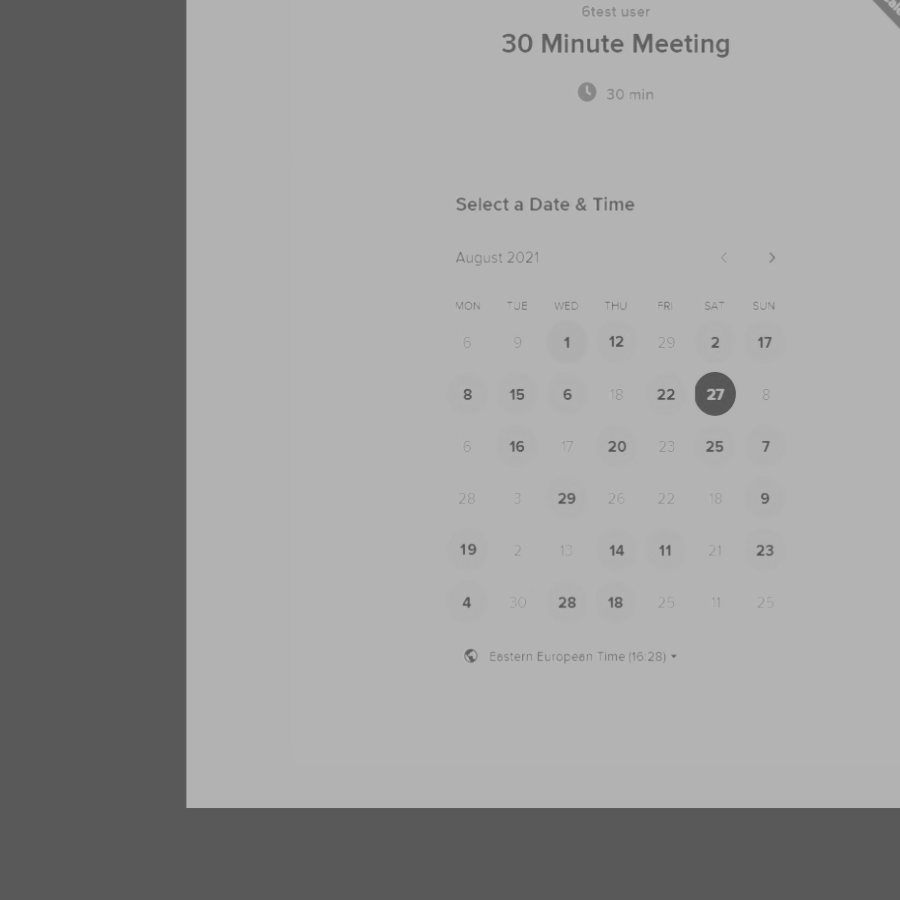 6test user
30 Minute Meeting
30 min
Select a Date & Time
August 2021
MON TUE WED THU FRI SAT SUN
6 9 1 12 29 2 17
8 15 6 18 22 27 8
6 16 17 20 23 25 7
28 3 29 26 22 18 9
19 2 13 14 11 21 23
4 30 28 18 25 11 25
Eastern European Time (16:28)